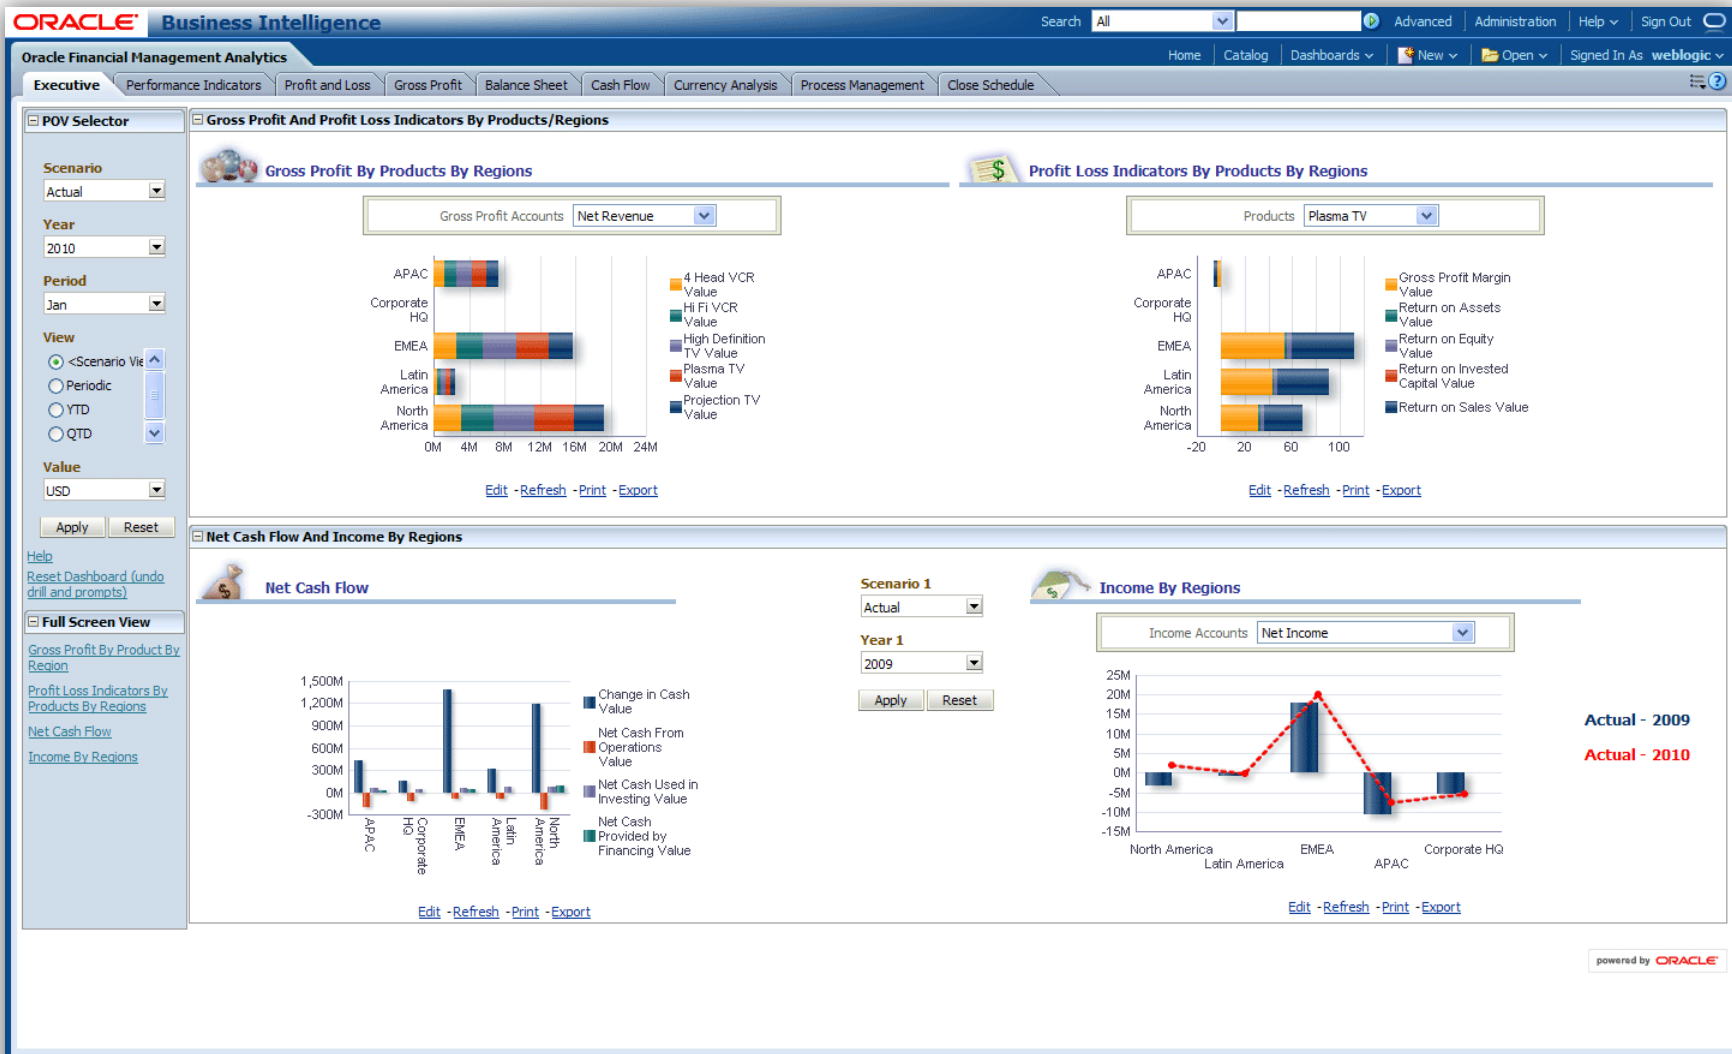 ORACLE Business Intelligence
Search All Advanced Administration Help Sign Out
Oracle Financial Management Analytics
Home Catalog Dashboards New Open Signed In As weblogic
Executive Performance Indicators Profit and Loss Gross Profit Balance Sheet Cash Flow Currency Analysis Process Management Close Schedule
POV Selector
Scenario
Actual
Year
2010
Period
Jan
View
<Scenario Vie
Periodic
YTD
QTD
Value
USD
Apply Reset
Help
Reset Dashboard (undo
drill and prompts)
Full Screen View
Gross Profit By Product By
Region
Profit Loss Indicators By
Products By Regions
Net Cash Flow
Income By Regions
Gross Profit And Profit Loss Indicators By Products/Regions
Gross Profit By Products By Regions
Gross Profit Accounts Net Revenue
APAC
Corporate
HQ
EMEA
Latin
America
North
America
0M 4M 8M 12M 16M 20M 24M
4 Head VCR
Value
Hi Fi VCR
Value
High Definition
TV Value
Plasma TV
Value
Projection TV
Value
Edit - Refresh - Print - Export
Profit Loss Indicators By Products By Regions
Products Plasma TV
APAC
Corporate
HQ
EMEA
Latin
America
North
America
-20 20 60 100
Gross Profit Margin
Value
Return on Assets
Value
Return on Equity
Value
Return on Invested
Capital Value
Return on Sales Value
Edit - Refresh - Print - Export
Net Cash Flow And Income By Regions
Net Cash Flow
1,500M
1,200M
900M
600M
300M
0M
-300M
APAC
Corporate
HQ
EMEA
Latin
America
North
America
Change in Cash
Value
Net Cash From
Operations
Value
Net Cash Used in
Investing Value
Net Cash
Provided by
Financing Value
Edit - Refresh - Print - Export
Scenario 1
Actual
Year 1
2009
Apply Reset
Income By Regions
Income Accounts Net Income
25M
20M
15M
10M
5M
0M
-5M
-10M
-15M
North America
Latin America
EMEA
APAC
Corporate HQ
Actual - 2009
Actual - 2010
Edit - Refresh - Print - Export
powered by ORACLE